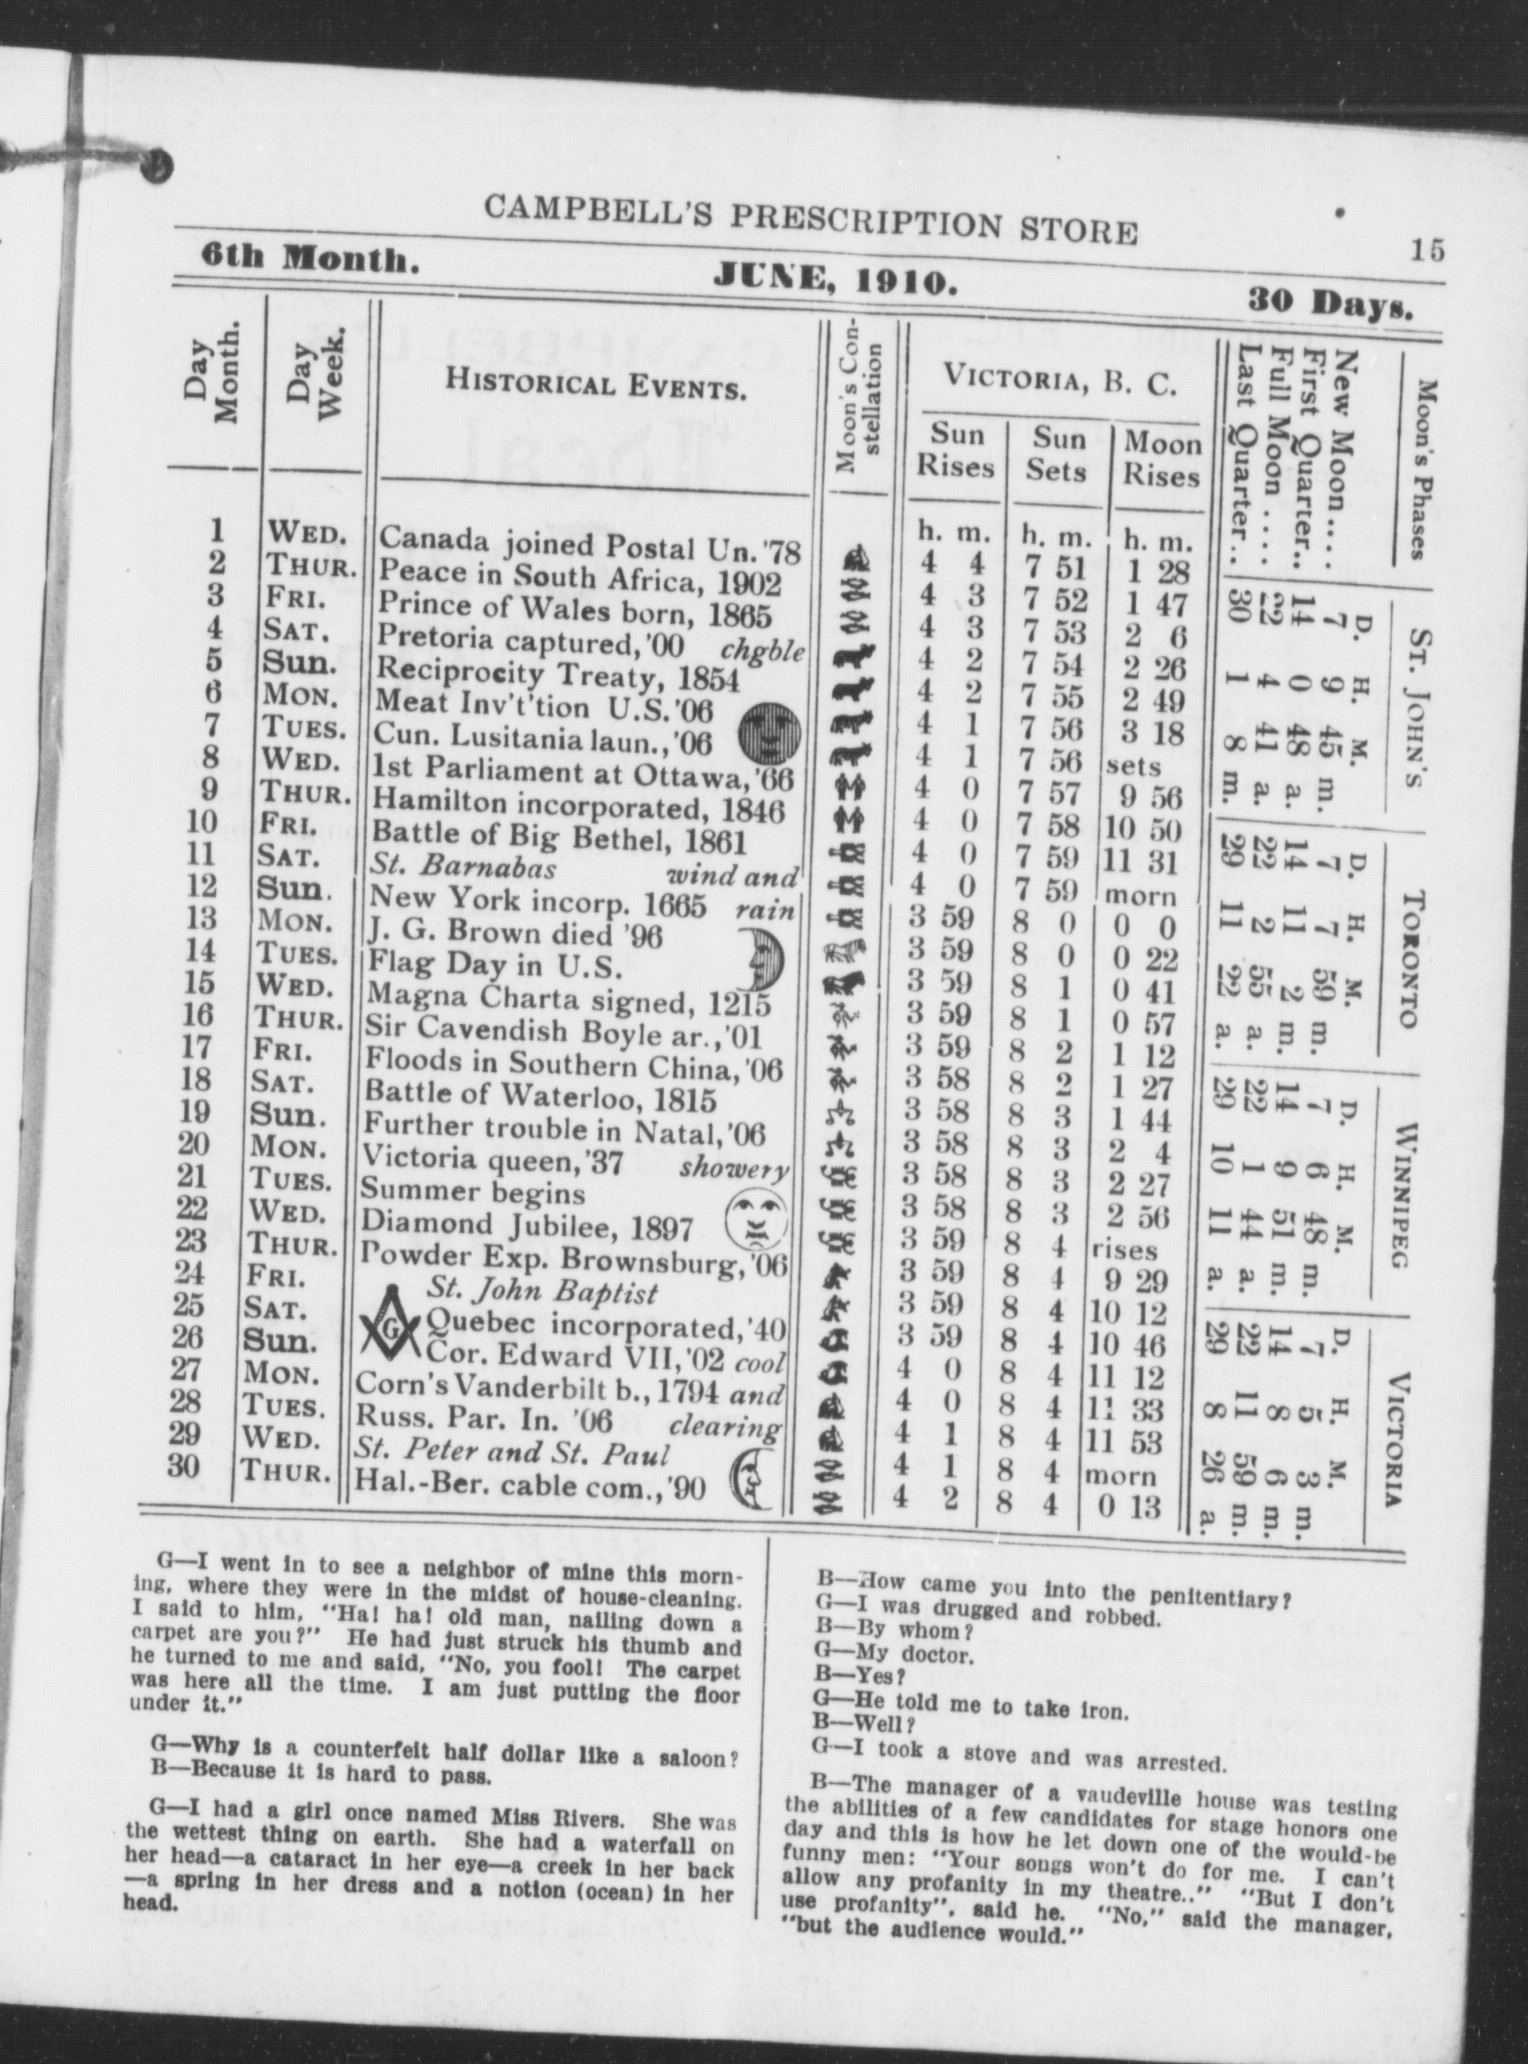 CAMPBELL'S PRESCRIPTION STORE 15
6th Month. JUNE, 1910. 30 Days.
Day Month. Day Week. HISTORICAL EVENTS. Moon's Constellation VICTORIA, B. C.
Sun Rises Sun Sets Moon Rises
h. m. h. m. h. m.
1 WED. Canada joined Postal Un. '78 4 4 7 51 1 28
2 THUR. Peace in South Africa, 1902 4 3 7 52 1 47
3 FRI. Prince of Wales born, 1865 4 3 7 53 2 6
4 SAT. Pretoria captured, '00 chgble 4 2 7 54 2 26
5 Sun. Reciprocity Treaty, 1854 4 2 7 55 2 49
6 MON. Meat Inv't'tion U.S. '06 4 1 7 56 3 18
7 TUES. Cun. Lusitania laun., '06 4 1 7 56 sets
8 WED. 1st Parliament at Ottawa, '66 4 0 7 57 9 56
9 THUR. Hamilton incorporated, 1846 4 0 7 58 10 50
10 FRI. Battle of Big Bethel, 1861 4 0 7 59 11 31
11 SAT. St. Barnabas wind and 4 0 7 59 morn
12 Sun. New York incorp. 1665 rain 3 59 8 0 0 0
13 MON. J. G. Brown died '96 3 59 8 0 0 22
14 TUES. Flag Day in U.S. 3 59 8 1 0 41
15 WED. Magna Charta signed, 1215 3 59 8 1 0 57
16 THUR. Sir Cavendish Boyle ar., '01 3 59 8 2 1 12
17 FRI. Floods in Southern China, '06 3 58 8 2 1 27
18 SAT. Battle of Waterloo, 1815 3 58 8 3 1 44
19 Sun. Further trouble in Natal, '06 3 58 8 3 2 4
20 MON. Victoria queen, '37 showery 3 58 8 3 2 27
21 TUES. Summer begins 3 58 8 3 2 56
22 WED. Diamond Jubilee, 1897 3 59 8 4 rises
23 THUR. Powder Exp. Brownsburg, '06 3 59 8 4 9 29
24 FRI. St. John Baptist 3 59 8 4 10 12
25 SAT. Quebec incorporated, '40 3 59 8 4 10 46
26 Sun. G Cor. Edward VII, '02 cool 4 0 8 4 11 12
27 MON. Corn's Vanderbilt b., 1794 and 4 0 8 4 11 33
28 TUES. Russ. Par. In. '06 clearing 4 1 8 4 11 53
29 WED. St. Peter and St. Paul 4 1 8 4 morn
30 THUR. Hal.-Ber. cable com., '90 4 2 8 4 0 13
Moon's Phases ST. JOHN'S TORONTO WINNIPEG VICTORIA
D. H. M. D. H. M. D. H. M. D. H. M.
New Moon.... 7 9 45 m. 7 7 59 m. 7 6 48 m. 7 5 3 m.
First Quarter.. 14 0 48 a. 14 11 2 m. 14 9 51 m. 14 8 6 m.
Full Moon .... 22 4 41 a. 22 2 55 a. 22 1 44 a. 22 11 59 m.
Last Quarter.. 30 1 8 m. 29 11 22 a. 29 10 11 a. 29 8 26 a.
G—I went in to see a neighbor of mine this morn-
ing, where they were in the midst of house-cleaning.
I said to him, "Ha! ha! old man, nailing down a
carpet are you?" He had just struck his thumb and
he turned to me and said, "No, you fool! The carpet
was here all the time. I am just putting the floor
under it."
G—Why is a counterfeit half dollar like a saloon?
B—Because it is hard to pass.
G—I had a girl once named Miss Rivers. She was
the wettest thing on earth. She had a waterfall on
her head—a cataract in her eye—a creek in her back
—a spring in her dress and a notion (ocean) in her
head.
B—How came you into the penitentiary?
G—I was drugged and robbed.
B—By whom?
G—My doctor.
B—Yes?
G—He told me to take iron.
B—Well?
G—I took a stove and was arrested.
B—The manager of a vaudeville house was testing
the abilities of a few candidates for stage honors one
day and this is how he let down one of the would-be
funny men: "Your songs won't do for me. I can't
allow any profanity in my theatre.." "But I don't
use profanity", said he. "No," said the manager,
"but the audience would."